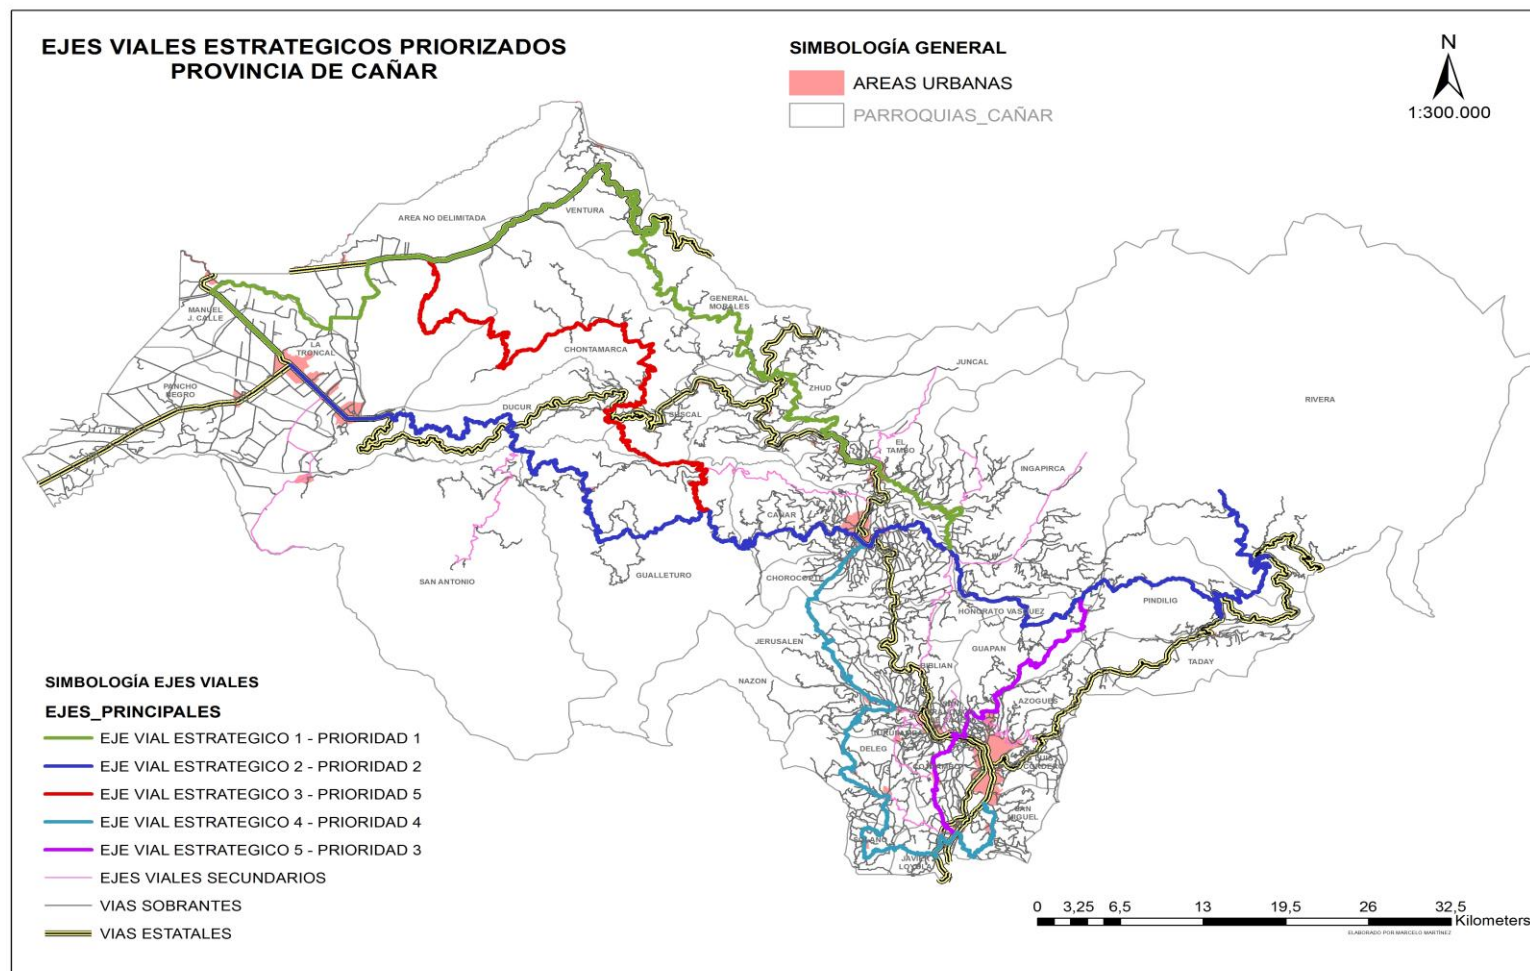 EJES VIALES ESTRATEGICOS PRIORIZADOS
PROVINCIA DE CAÑAR
SIMBOLOGÍA GENERAL
AREAS URBANAS
PARROQUIAS_CAÑAR
N
1:300.000
AREA NO DELIMITADA
VENTURA
MANUEL
J. CALLE
GENERAL
MORALES
LA
TRONCAL
CHONTAMARCA
JUNCAL
PANCHO
NEGRO
ZHUD
RIVERA
DUCUR
EL
TAMBO
INGAPIRCA
CAÑAR
SAN ANTONIO
GUALLETURO
CHOROCOPTE
HONORATO VASQUEZ
PINDILIG
JERUSALEN
GUAPAN
BIBLIAN
TADAY
NAZON
AZOGUES
DELEG
SAN
MIGUEL
JAVIER
LOYOLA
SIMBOLOGÍA EJES VIALES
EJES_PRINCIPALES
EJE VIAL ESTRATEGICO 1 - PRIORIDAD 1
EJE VIAL ESTRATEGICO 2 - PRIORIDAD 2
EJE VIAL ESTRATEGICO 3 - PRIORIDAD 5
EJE VIAL ESTRATEGICO 4 - PRIORIDAD 4
EJE VIAL ESTRATEGICO 5 - PRIORIDAD 3
EJES VIALES SECUNDARIOS
VIAS SOBRANTES
VIAS ESTATALES
0 3,25 6,5 13 19,5 26 32,5
Kilometers
ELABORADO POR MARCELO MARTÍNEZ